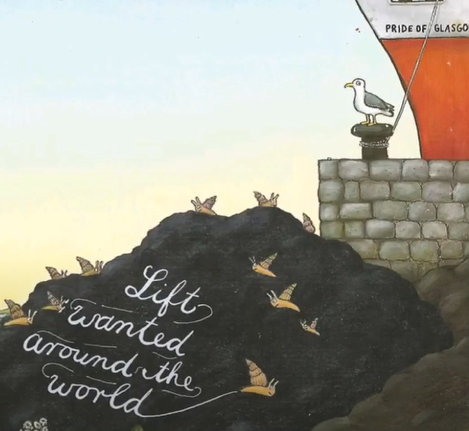 PRIDE OF GLASGO
Lift
wanted
around the
world